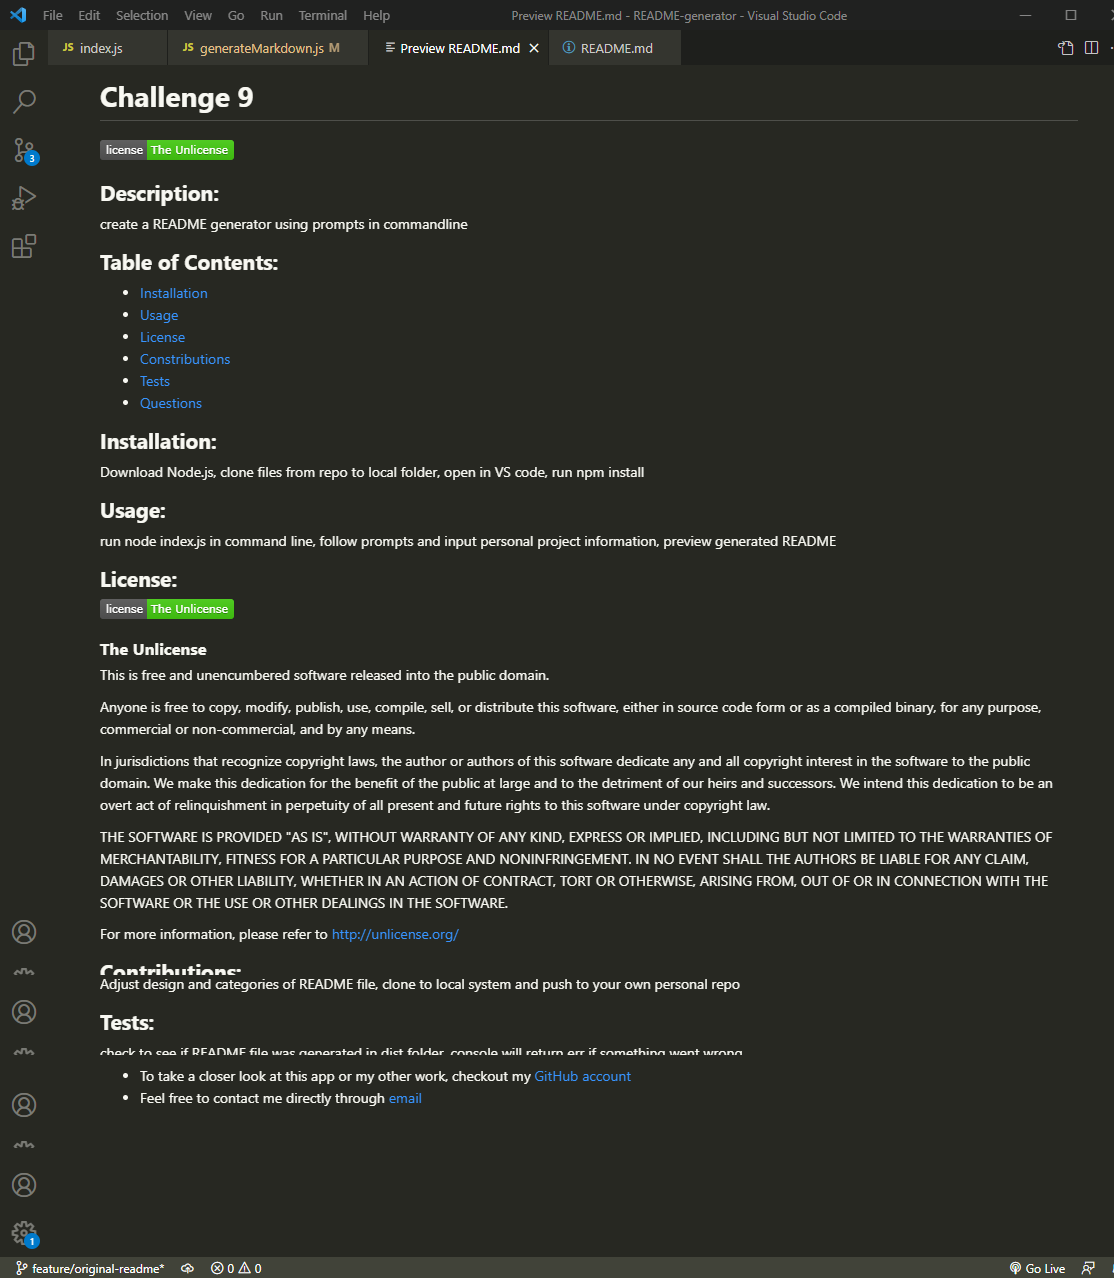 File Edit Selection View Go Run Terminal Help Preview README.md - README-generator - Visual Studio Code
JS index.js JS generateMarkdown.js M Preview README.md README.md
Challenge 9
license The Unlicense
3
Description:
create a README generator using prompts in commandline
Table of Contents:
Installation
Usage
License
Constributions
Tests
Questions
Installation:
Download Node.js, clone files from repo to local folder, open in VS code, run npm install
Usage:
run node index.js in command line, follow prompts and input personal project information, preview generated README
License:
license The Unlicense
The Unlicense
This is free and unencumbered software released into the public domain.
Anyone is free to copy, modify, publish, use, compile, sell, or distribute this software, either in source code form or as a compiled binary, for any purpose,
commercial or non-commercial, and by any means.
In jurisdictions that recognize copyright laws, the author or authors of this software dedicate any and all copyright interest in the software to the public
domain. We make this dedication for the benefit of the public at large and to the detriment of our heirs and successors. We intend this dedication to be an
overt act of relinquishment in perpetuity of all present and future rights to this software under copyright law.
THE SOFTWARE IS PROVIDED "AS IS", WITHOUT WARRANTY OF ANY KIND, EXPRESS OR IMPLIED, INCLUDING BUT NOT LIMITED TO THE WARRANTIES OF
MERCHANTABILITY, FITNESS FOR A PARTICULAR PURPOSE AND NONINFRINGEMENT. IN NO EVENT SHALL THE AUTHORS BE LIABLE FOR ANY CLAIM,
DAMAGES OR OTHER LIABILITY, WHETHER IN AN ACTION OF CONTRACT, TORT OR OTHERWISE, ARISING FROM, OUT OF OR IN CONNECTION WITH THE
SOFTWARE OR THE USE OR OTHER DEALINGS IN THE SOFTWARE.
For more information, please refer to http://unlicense.org/
Contributions:
Adjust design and categories of README file, clone to local system and push to your own personal repo
Tests:
check to see if README file was generated in dist folder, console will return err if something went wrong
To take a closer look at this app or my other work, checkout my GitHub account
Feel free to contact me directly through email
1
feature/original-readme* 0 0 Go Live